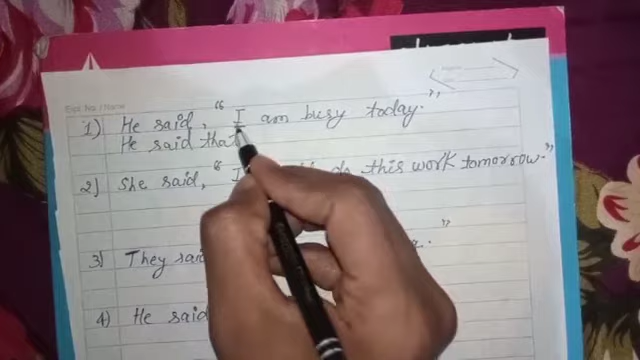 Expt. No./Name
1) He said, "I am busy today."
He said that
2) She said, "I do this work tomorrow."
3) They said
4) He said